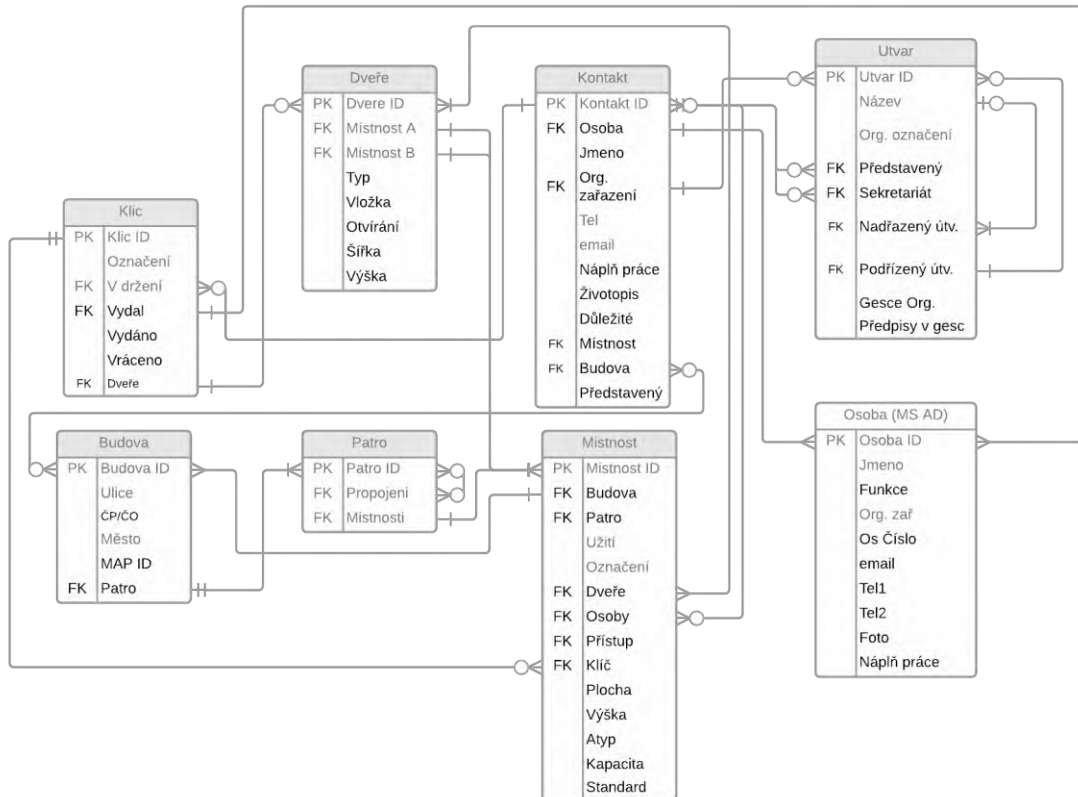 Dveře
PK Dvere ID
FK Místnost A
FK Mistnost B
Typ
Vložka
Otvírání
Šířka
Výška
Kontakt
PK Kontakt ID
FK Osoba
Jmeno
FK Org.
zařazení
Tel
email
Náplň práce
Životopis
Důležité
FK Místnost
FK Budova
Představený
Utvar
PK Utvar ID
Název
Org. označení
FK Představený
FK Sekretariát
FK Nadřazený útv.
FK Podřízený útv.
Gesce Org.
Předpisy v gesc
Klic
PK Klic ID
Označení
FK V držení
FK Vydal
Vydáno
Vráceno
FK Dveře
Budova
PK Budova ID
Ulice
ČP/ČO
Město
MAP ID
FK Patro
Patro
PK Patro ID
FK Propojeni
FK Mistnosti
Mistnost
PK Mistnost ID
FK Budova
FK Patro
Užití
Označení
FK Dveře
FK Osoby
FK Přístup
FK Klíč
Plocha
Výška
Atyp
Kapacita
Standard
Osoba (MS AD)
PK Osoba ID
Jmeno
Funkce
Org. zař
Os Číslo
email
Tel1
Tel2
Foto
Náplň práce